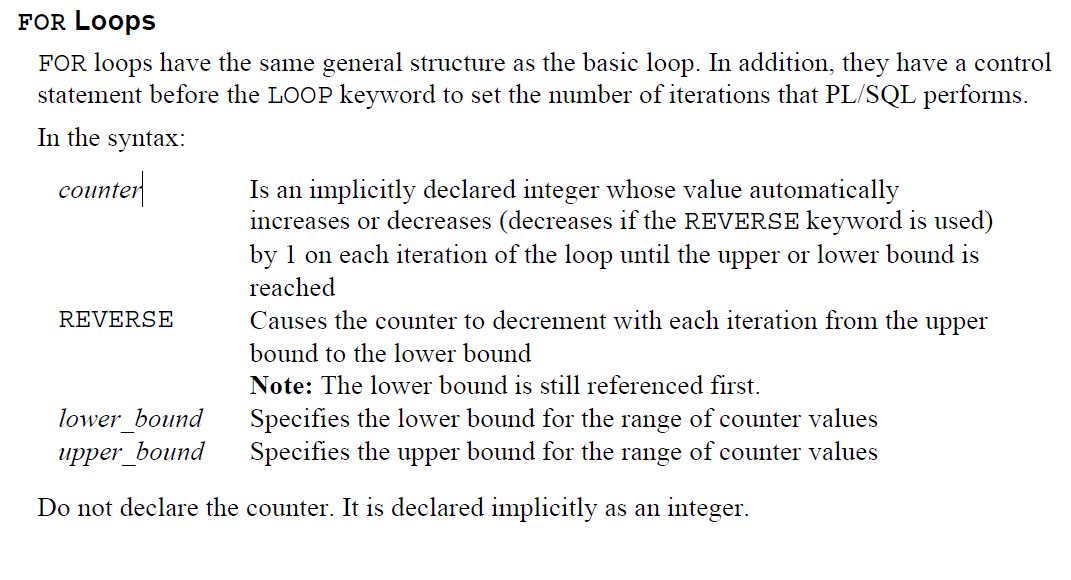 FOR Loops
FOR loops have the same general structure as the basic loop. In addition, they have a control
statement before the LOOP keyword to set the number of iterations that PL/SQL performs.
In the syntax:
counter Is an implicitly declared integer whose value automatically
increases or decreases (decreases if the REVERSE keyword is used)
by 1 on each iteration of the loop until the upper or lower bound is
reached
REVERSE Causes the counter to decrement with each iteration from the upper
bound to the lower bound
Note: The lower bound is still referenced first.
lower_bound Specifies the lower bound for the range of counter values
upper_bound Specifies the upper bound for the range of counter values
Do not declare the counter. It is declared implicitly as an integer.